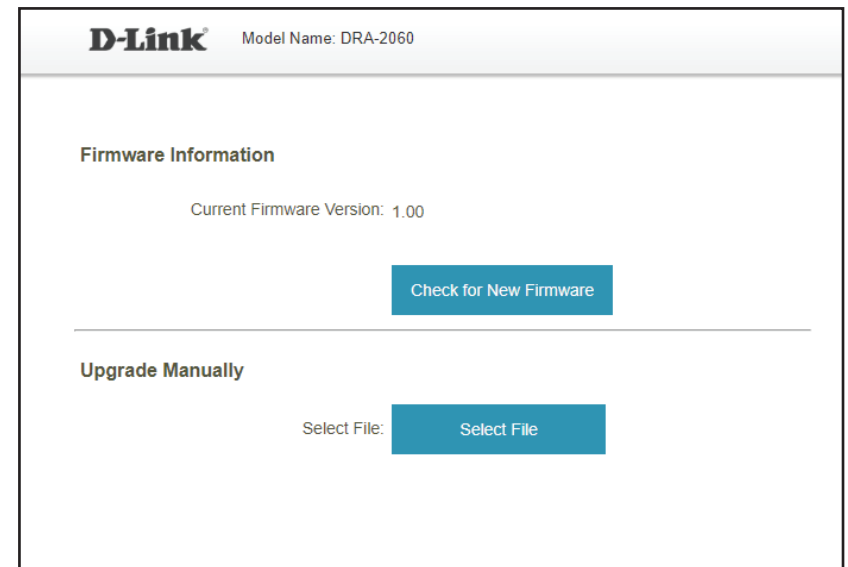 D-Link Model Name: DRA-2060
Firmware Information
Current Firmware Version: 1.00
Check for New Firmware
Upgrade Manually
Select File: Select File